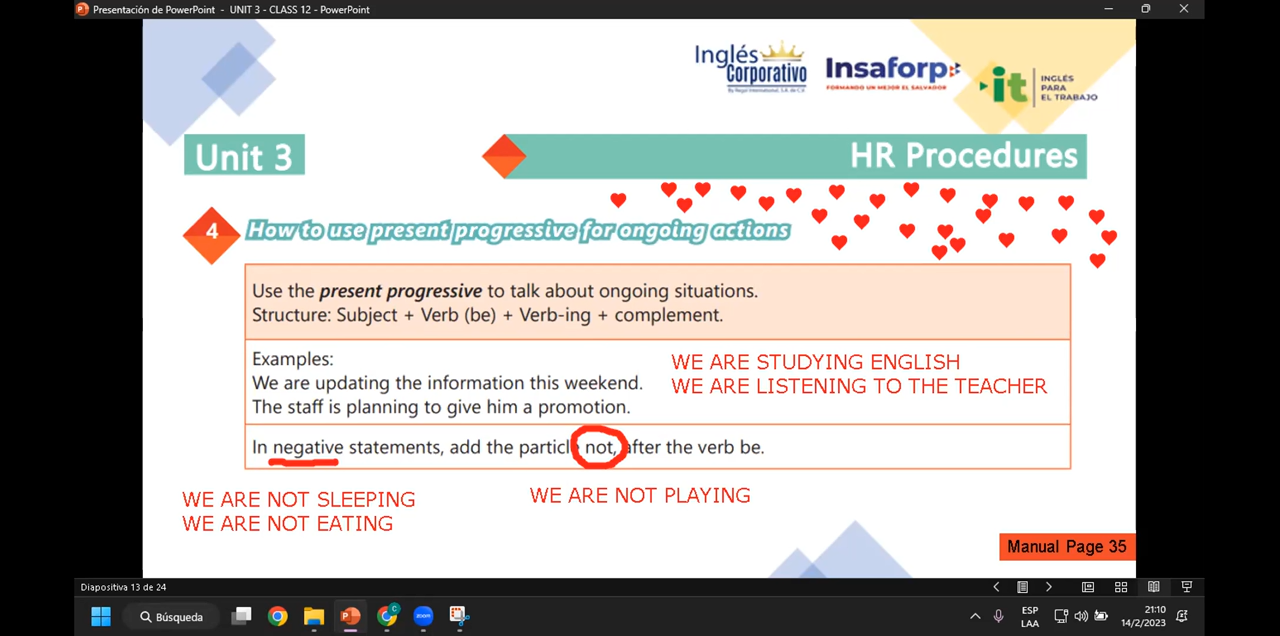 Presentación de PowerPoint - UNIT 3 - CLASS 12 - PowerPoint
Inglés
Corporativo
By Regal International, S.A. de C.V.
Insaforp
FORMANDO UN MEJOR EL SALVADOR
it
INGLÉS
PARA
EL TRABAJO
Unit 3
HR Procedures
4
How to use present progressive for ongoing actions
Use the present progressive to talk about ongoing situations.
Structure: Subject + Verb (be) + Verb-ing + complement.
Examples:
We are updating the information this weekend.
The staff is planning to give him a promotion.
WE ARE STUDYING ENGLISH
WE ARE LISTENING TO THE TEACHER
In negative statements, add the particle not, after the verb be.
WE ARE NOT SLEEPING
WE ARE NOT EATING
WE ARE NOT PLAYING
Manual Page 35
Diapositiva 13 de 24
Búsqueda
zoom
ESP
LAA
21:10
14/2/2023